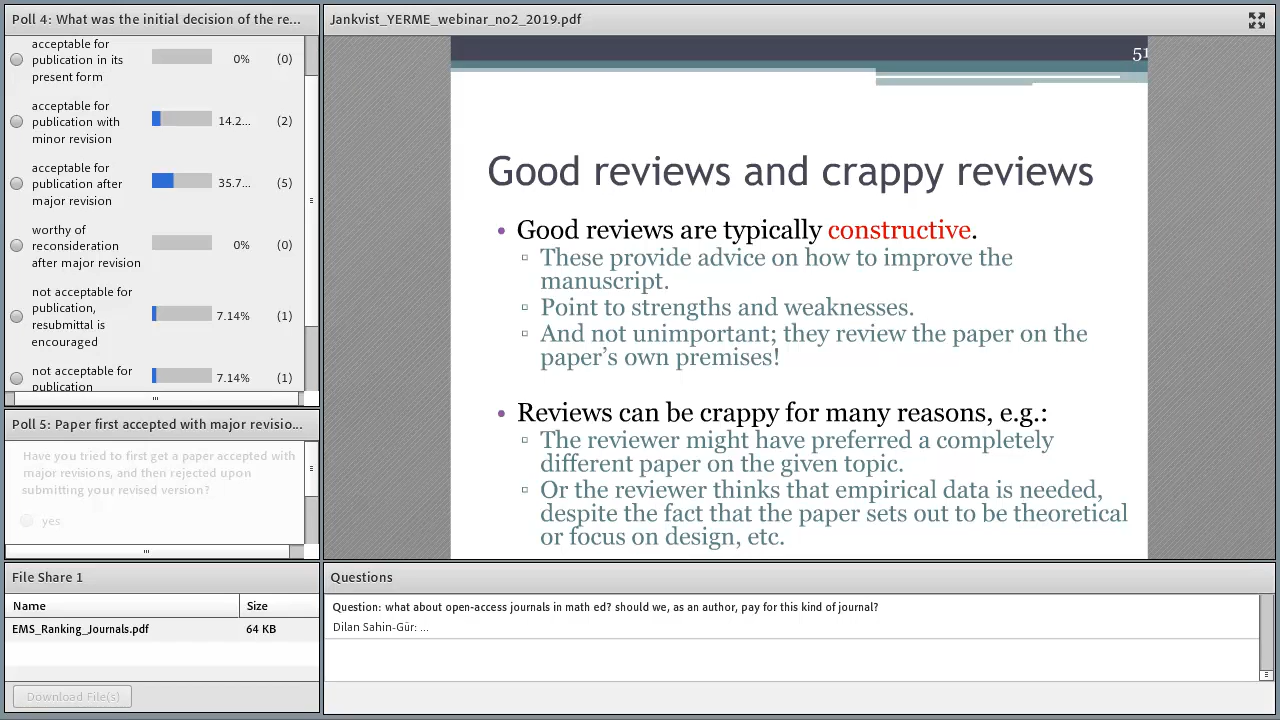 Poll 4: What was the initial decision of the re...
acceptable for
publication in its
present form
0%
(0)
acceptable for
publication with
minor revision
14.2...
(2)
acceptable for
publication after
major revision
35.7...
(5)
worthy of
reconsideration
after major revision
0%
(0)
not acceptable for
publication,
resubmittal is
encouraged
7.14%
(1)
not acceptable for
publication
7.14%
(1)
Poll 5: Paper first accepted with major revisio...
Have you tried to first get a paper accepted with
major revisions, and then rejected upon
submitting your revised version?
yes
File Share 1
Name Size
EMS_Ranking_Journals.pdf 64 KB
Download File(s)
Jankvist_YERME_webinar_no2_2019.pdf
51
Good reviews and crappy reviews
• Good reviews are typically constructive.
▫ These provide advice on how to improve the
manuscript.
▫ Point to strengths and weaknesses.
▫ And not unimportant; they review the paper on the
paper’s own premises!
• Reviews can be crappy for many reasons, e.g.:
▫ The reviewer might have preferred a completely
different paper on the given topic.
▫ Or the reviewer thinks that empirical data is needed,
despite the fact that the paper sets out to be theoretical
or focus on design, etc.
Questions
Question: what about open-access journals in math ed? should we, as an author, pay for this kind of journal?
Dilan Sahin-Gür: ...